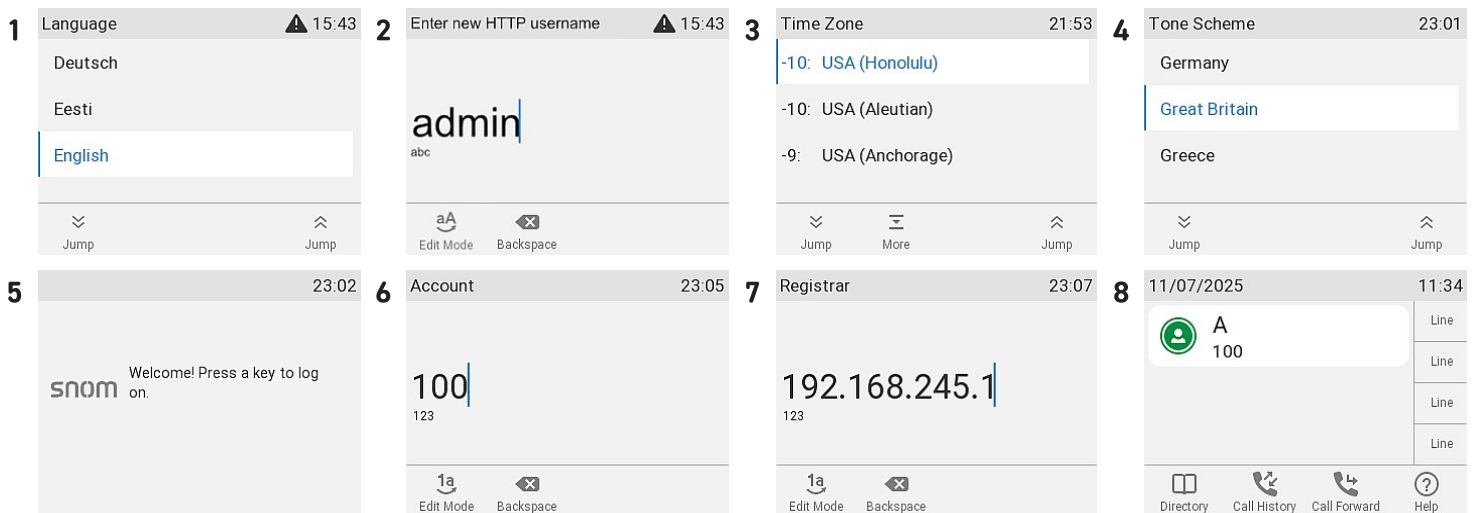 1
Language 15:43
Deutsch
Eesti
English
Jump Jump
2
Enter new HTTP username 15:43
admin
abc
aA
Edit Mode Backspace
3
Time Zone 21:53
-10: USA (Honolulu)
-10: USA (Aleutian)
-9: USA (Anchorage)
Jump More Jump
4
Tone Scheme 23:01
Germany
Great Britain
Greece
Jump Jump
5
23:02
snom
Welcome! Press a key to log
on.
6
Account 23:05
100
123
1a
Edit Mode Backspace
7
Registrar 23:07
192.168.245.1
123
1a
Edit Mode Backspace
8
11/07/2025 11:34
A
100
Line
Line
Line
Line
Directory Call History Call Forward Help